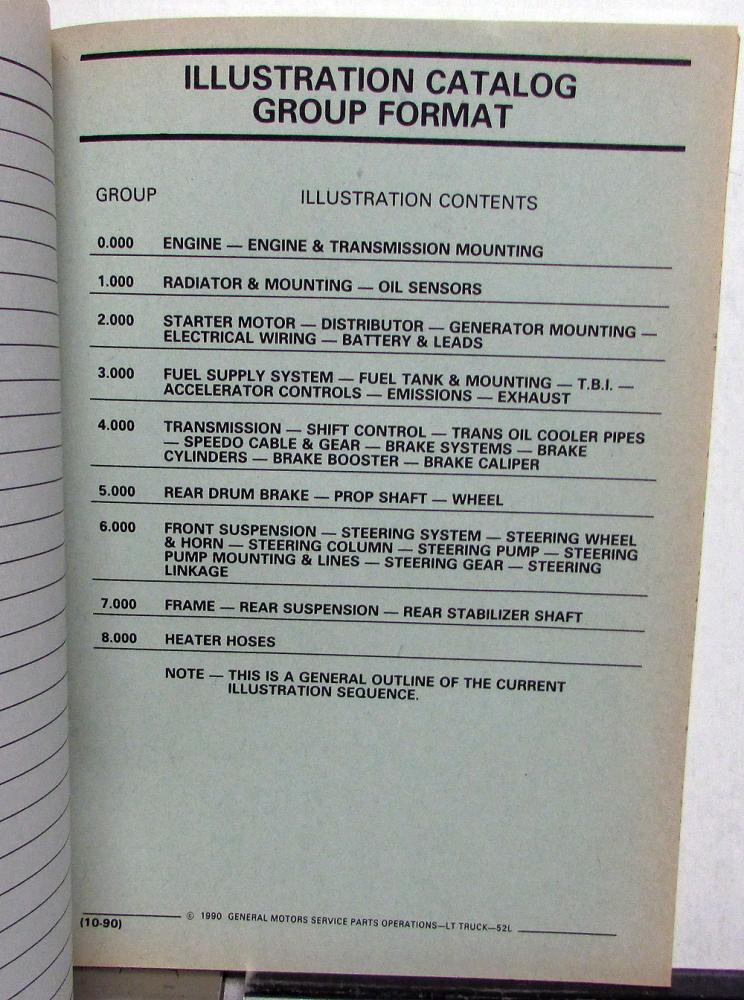 ILLUSTRATION CATALOG
GROUP FORMAT
GROUP ILLUSTRATION CONTENTS
0.000 ENGINE — ENGINE & TRANSMISSION MOUNTING
1.000 RADIATOR & MOUNTING — OIL SENSORS
2.000 STARTER MOTOR — DISTRIBUTOR — GENERATOR MOUNTING —
ELECTRICAL WIRING — BATTERY & LEADS
3.000 FUEL SUPPLY SYSTEM — FUEL TANK & MOUNTING — T.B.I. —
ACCELERATOR CONTROLS — EMISSIONS — EXHAUST
4.000 TRANSMISSION — SHIFT CONTROL — TRANS OIL COOLER PIPES
— SPEEDO CABLE & GEAR — BRAKE SYSTEMS — BRAKE
CYLINDERS — BRAKE BOOSTER — BRAKE CALIPER
5.000 REAR DRUM BRAKE — PROP SHAFT — WHEEL
6.000 FRONT SUSPENSION — STEERING SYSTEM — STEERING WHEEL
& HORN — STEERING COLUMN — STEERING PUMP — STEERING
PUMP MOUNTING & LINES — STEERING GEAR — STEERING
LINKAGE
7.000 FRAME — REAR SUSPENSION — REAR STABILIZER SHAFT
8.000 HEATER HOSES
NOTE — THIS IS A GENERAL OUTLINE OF THE CURRENT
ILLUSTRATION SEQUENCE.
© 1990 GENERAL MOTORS SERVICE PARTS OPERATIONS—LT TRUCK—52L
(10-90)